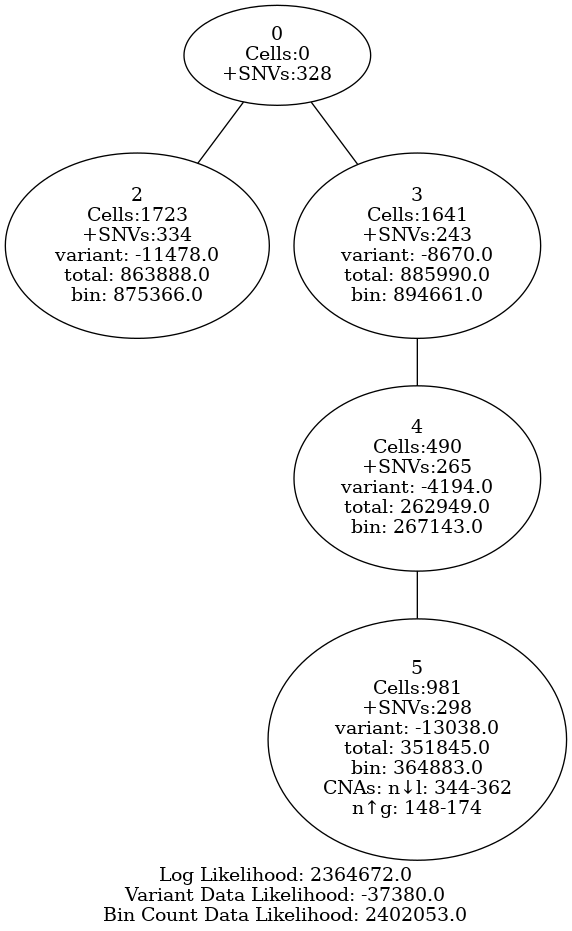 0
Cells:0
+SNVs:328
2
Cells:1723
+SNVs:334
variant: -11478.0
total: 863888.0
bin: 875366.0
3
Cells:1641
+SNVs:243
variant: -8670.0
total: 885990.0
bin: 894661.0
4
Cells:490
+SNVs:265
variant: -4194.0
total: 262949.0
bin: 267143.0
5
Cells:981
+SNVs:298
variant: -13038.0
total: 351845.0
bin: 364883.0
CNAs: n↓l: 344-362
n↑g: 148-174
Log Likelihood: 2364672.0
Variant Data Likelihood: -37380.0
Bin Count Data Likelihood: 2402053.0